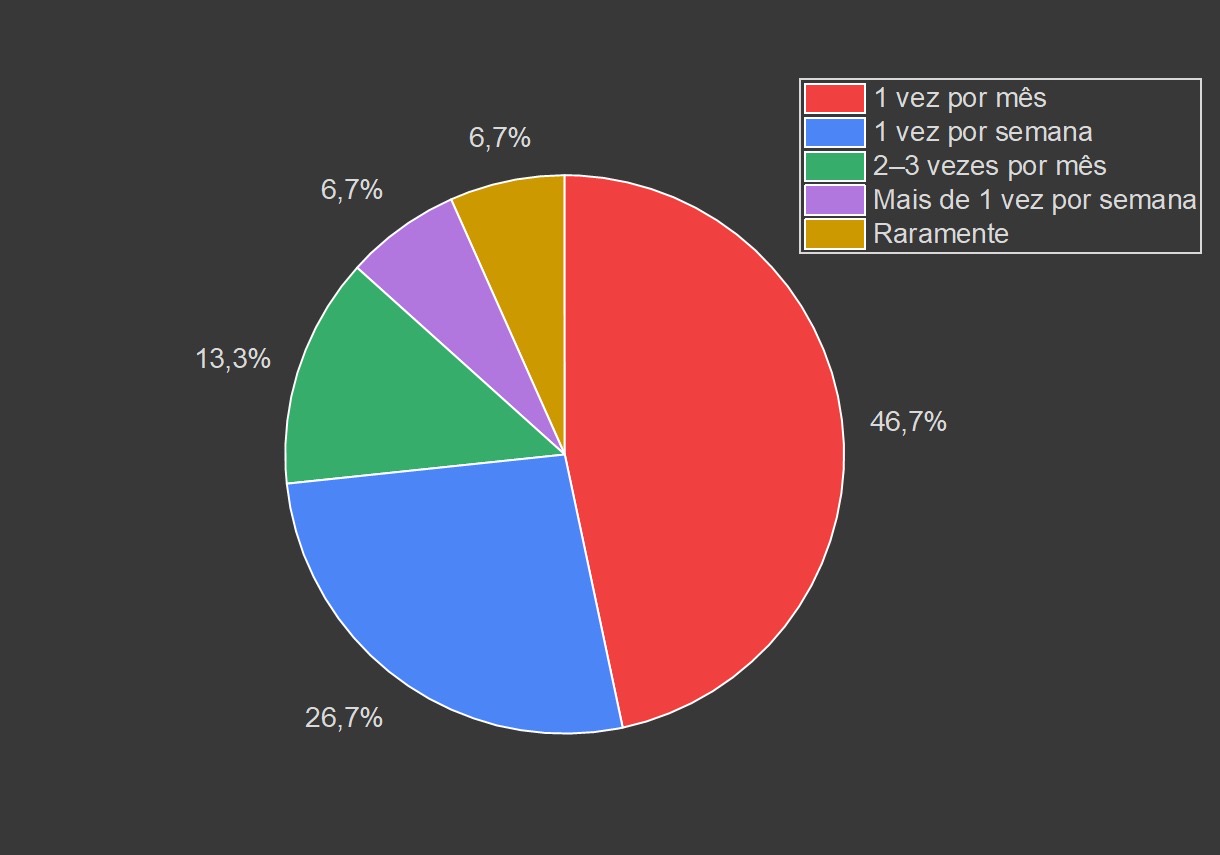 1 vez por mês
1 vez por semana
2–3 vezes por mês
Mais de 1 vez por semana
Raramente
6,7%
6,7%
13,3%
46,7%
26,7%